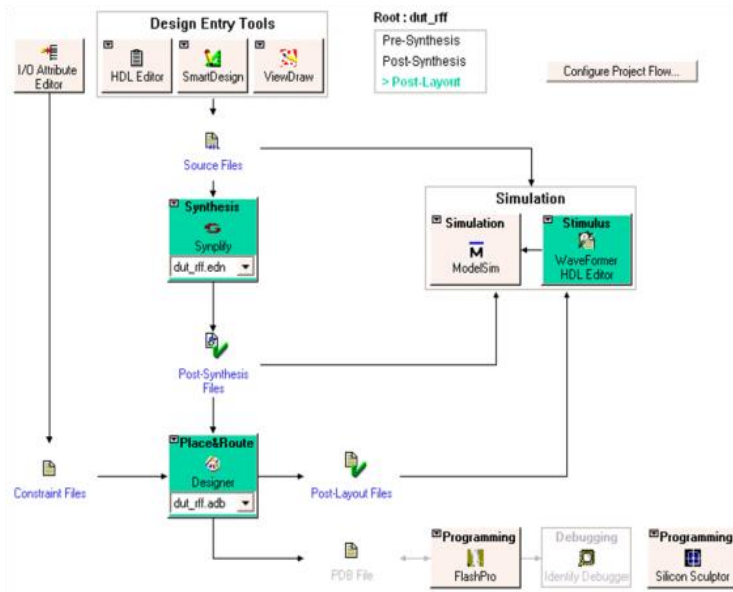 Design Entry Tools
Root : dut_rff
Pre-Synthesis
Post-Synthesis
> Post-Layout
Configure Project Flow...
I/O Attribute
Editor
HDL Editor
SmartDesign
ViewDraw
Source Files
Synthesis
Synplify
dut_rff.edn
Simulation
Simulation
ModelSim
Stimulus
WaveFormer
HDL Editor
Post-Synthesis
Files
Place&Route
Designer
dut_rff.adb
Constraint Files
Post-Layout Files
PDB File
Programming
FlashPro
Debugging
Identify Debugger
Programming
Silicon Sculptor